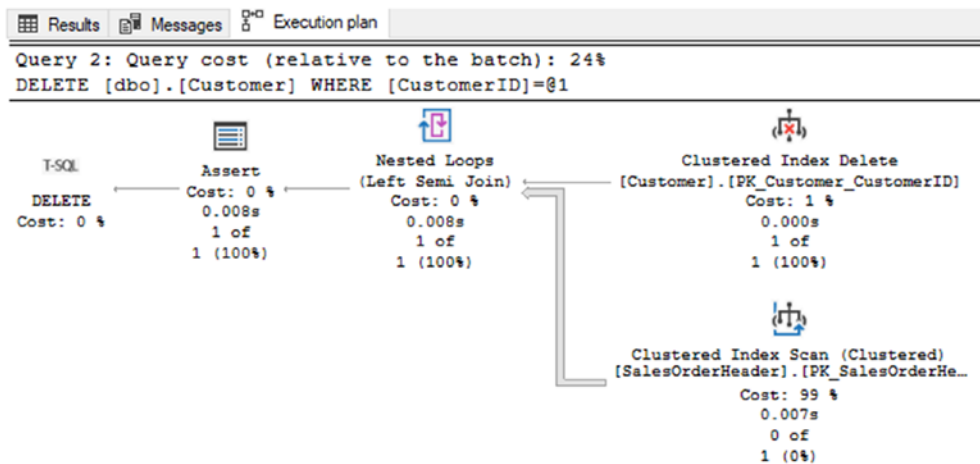 Results Messages Execution plan
Query 2: Query cost (relative to the batch): 24%
DELETE [dbo].[Customer] WHERE [CustomerID]=@1
T-SQL
DELETE
Cost: 0 %
Assert
Cost: 0 %
0.008s
1 of
1 (100%)
Nested Loops
(Left Semi Join)
Cost: 0 %
0.008s
1 of
1 (100%)
Clustered Index Delete
[Customer].[PK_Customer_CustomerID]
Cost: 1 %
0.000s
1 of
1 (100%)
Clustered Index Scan (Clustered)
[SalesOrderHeader].[PK_SalesOrderHe…
Cost: 99 %
0.007s
0 of
1 (0%)